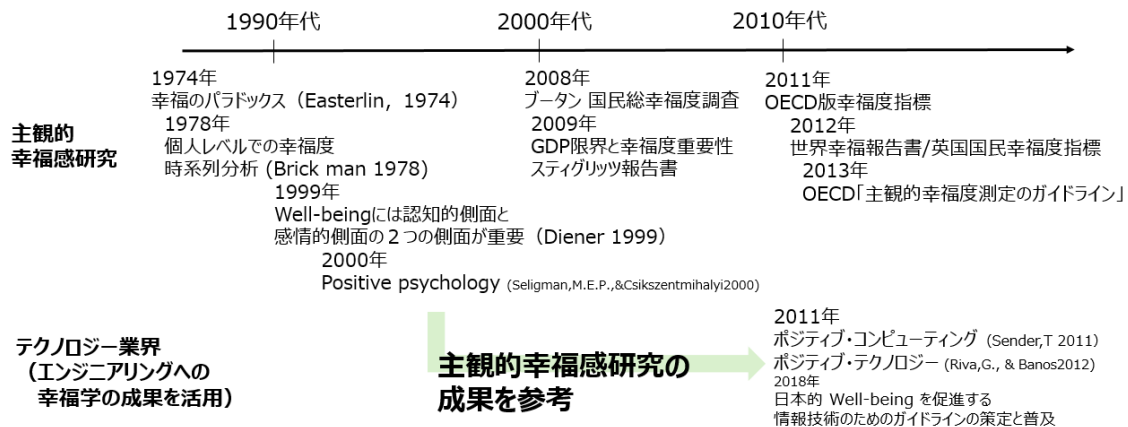 1990年代
2000年代
2010年代
主観的
幸福感研究
1974年
幸福のパラドックス（Easterlin，1974）
1978年
個人レベルでの幸福度
時系列分析 (Brick man 1978)
1999年
Well-beingには認知的側面と
感情的側面の２つの側面が重要（Diener 1999）
2000年
Positive psychology (Seligman,M.E.P.,&Csikszentmihalyi2000)
2008年
ブータン 国民総幸福度調査
2009年
GDP限界と幸福度重要性
スティグリッツ報告書
2011年
OECD版幸福度指標
2012年
世界幸福報告書/英国国民幸福度指標
2013年
OECD「主観的幸福度測定のガイドライン」
テクノロジー業界
（エンジニアリングへの
幸福学の成果を活用）
主観的幸福感研究の
成果を参考
2011年
ポジティブ・コンピューティング (Sender,T 2011)
ポジティブ・テクノロジー (Riva,G., & Banos2012)
2018年
日本的 Well-being を促進する
情報技術のためのガイドラインの策定と普及